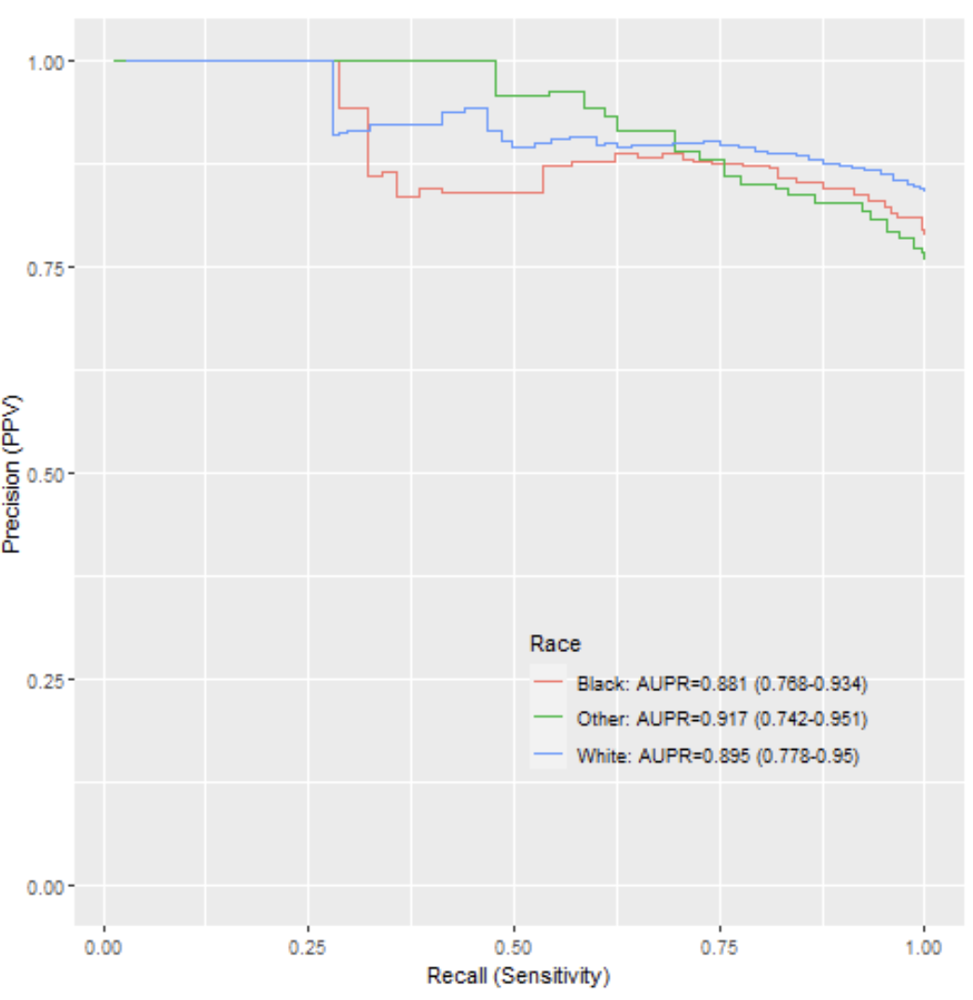 1.00
0.75
0.50
0.25
0.00
Precision (PPV)
Race
Black: AUPR=0.881 (0.768-0.934)
Other: AUPR=0.917 (0.742-0.951)
White: AUPR=0.895 (0.778-0.95)
0.00 0.25 0.50 0.75 1.00
Recall (Sensitivity)